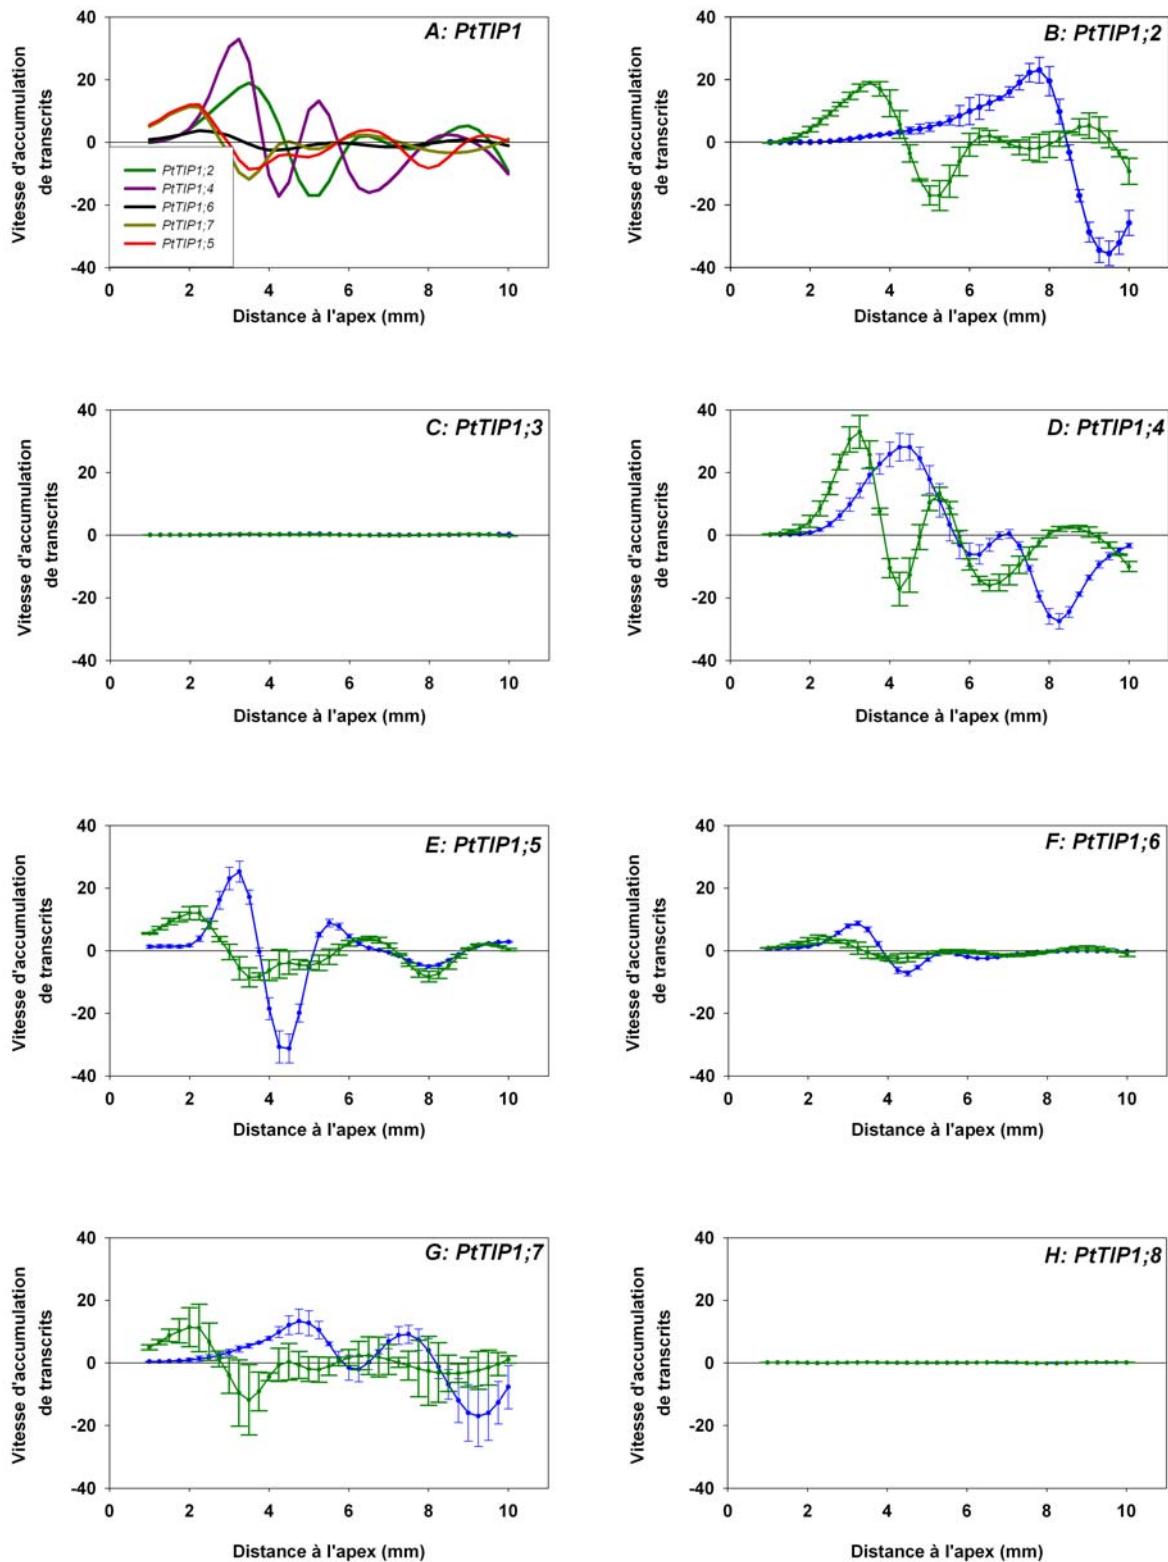 A: PtTIP1
40
20
0
-20
-40
Vitesse d'accumulation
de transcrits
PtTIP1;2
PtTIP1;4
PtTIP1;6
PtTIP1;7
PtTIP1;5
0 2 4 6 8 10
Distance à l'apex (mm)
B: PtTIP1;2
40
20
0
-20
-40
Vitesse d'accumulation
de transcrits
0 2 4 6 8 10
Distance à l'apex (mm)
C: PtTIP1;3
40
20
0
-20
-40
Vitesse d'accumulation
de transcrits
0 2 4 6 8 10
Distance à l'apex (mm)
D: PtTIP1;4
40
20
0
-20
-40
Vitesse d'accumulation
de transcrits
0 2 4 6 8 10
Distance à l'apex (mm)
E: PtTIP1;5
40
20
0
-20
-40
Vitesse d'accumulation
de transcrits
0 2 4 6 8 10
Distance à l'apex (mm)
F: PtTIP1;6
40
20
0
-20
-40
Vitesse d'accumulation
de transcrits
0 2 4 6 8 10
Distance à l'apex (mm)
G: PtTIP1;7
40
20
0
-20
-40
Vitesse d'accumulation
de transcrits
0 2 4 6 8 10
Distance à l'apex (mm)
H: PtTIP1;8
40
20
0
-20
-40
Vitesse d'accumulation
de transcrits
0 2 4 6 8 10
Distance à l'apex (mm)